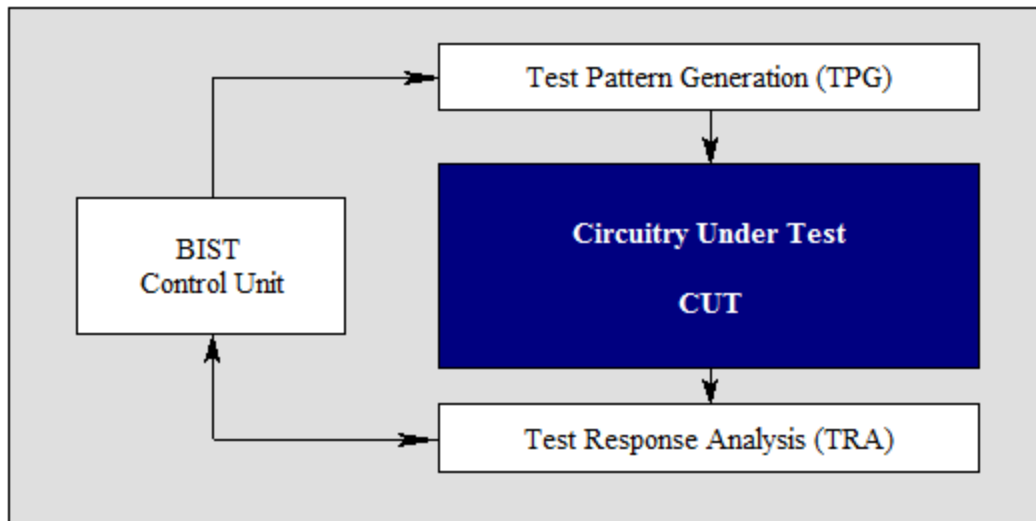 Test Pattern Generation (TPG)
Circuitry Under Test
CUT
BIST
Control Unit
Test Response Analysis (TRA)